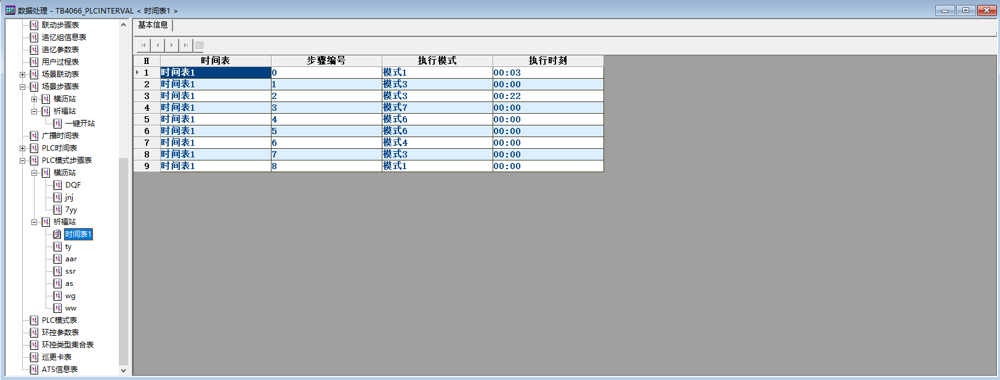 数据处理 - TB4066_PLCINTERVAL < 时间表1 >
联动步骤表
追忆组信息表
追忆参数表
用户过程表
场景联动表
场景步骤表
横沥站
祈福站
一键开站
广播时间表
PLC时间表
PLC模式步骤表
横沥站
DQF
jnj
7yy
祈福站
时间表1
ty
aar
ssr
as
wg
ww
PLC模式表
环控参数表
环控类型集合表
巡更卡表
ATS信息表
基本信息
H 时间表 步骤编号 执行模式 执行时刻
1 时间表1 0 模式1 00:03
2 时间表1 1 模式3 00:00
3 时间表1 2 模式3 00:22
4 时间表1 3 模式7 00:00
5 时间表1 4 模式6 00:00
6 时间表1 5 模式6 00:00
7 时间表1 6 模式4 00:00
8 时间表1 7 模式3 00:00
9 时间表1 8 模式1 00:00